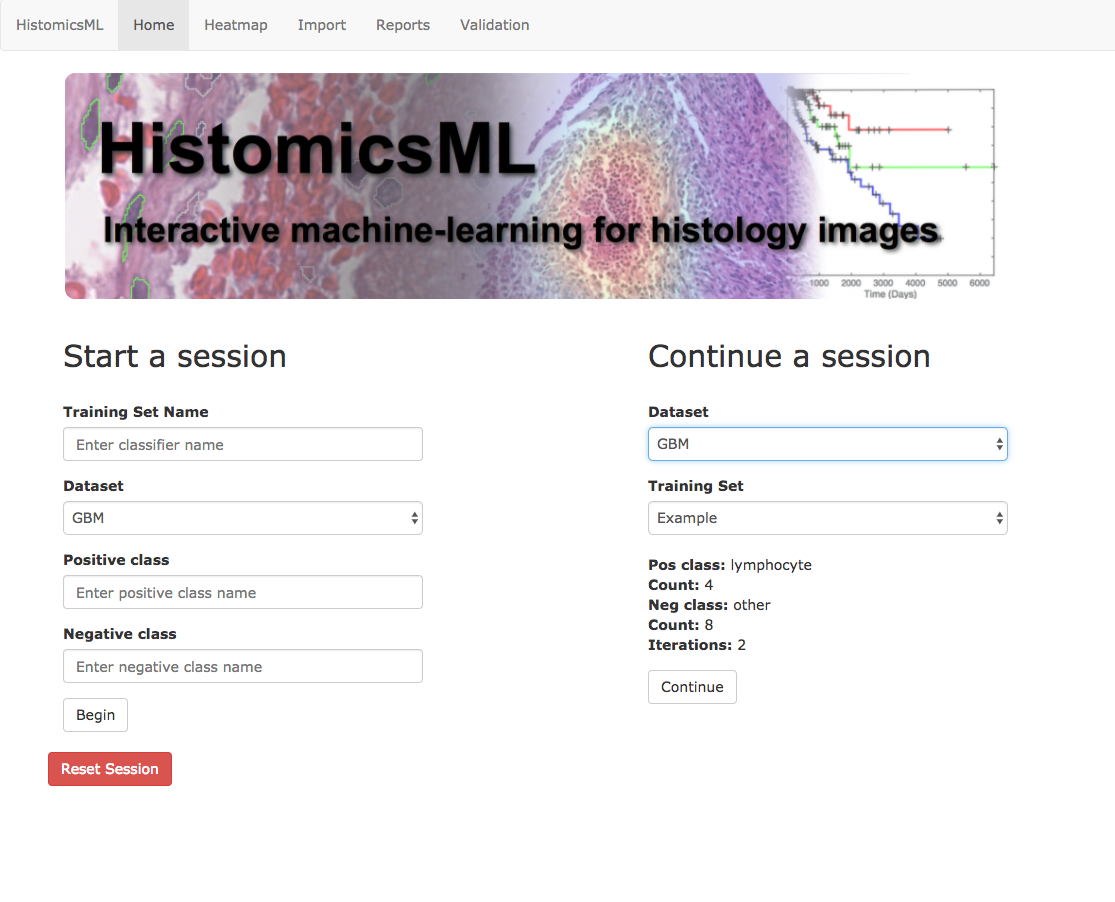 HistomicsML Home Heatmap Import Reports Validation
HistomicsML
Interactive machine-learning for histology images
1000 2000 3000 4000 5000 6000
Time (Days)
Start a session
Training Set Name
Enter classifier name
Dataset
GBM
Positive class
Enter positive class name
Negative class
Enter negative class name
Begin
Reset Session
Continue a session
Dataset
GBM
Training Set
Example
Pos class: lymphocyte
Count: 4
Neg class: other
Count: 8
Iterations: 2
Continue